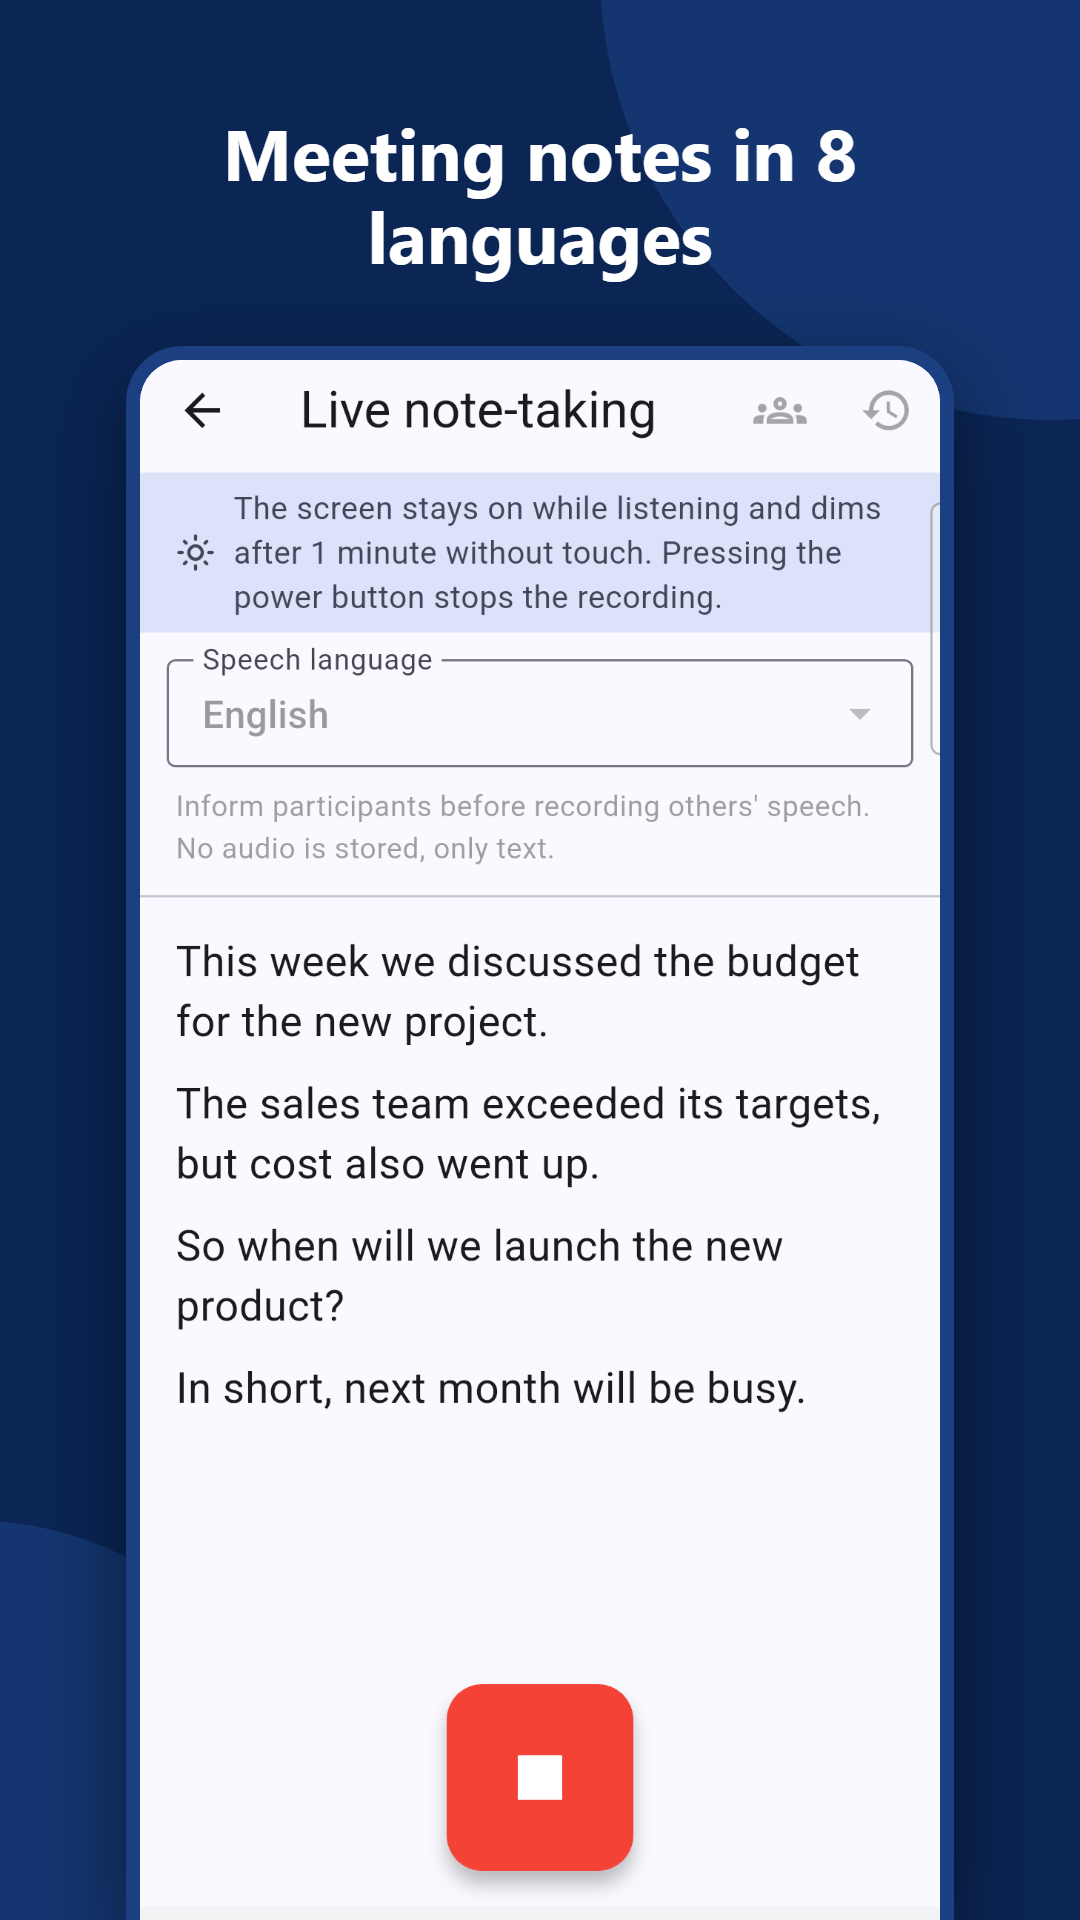 Meeting notes in 8
languages
Live note-taking
The screen stays on while listening and dims
after 1 minute without touch. Pressing the
power button stops the recording.
Speech language
English
Inform participants before recording others' speech.
No audio is stored, only text.
This week we discussed the budget
for the new project.
The sales team exceeded its targets,
but cost also went up.
So when will we launch the new
product?
In short, next month will be busy.